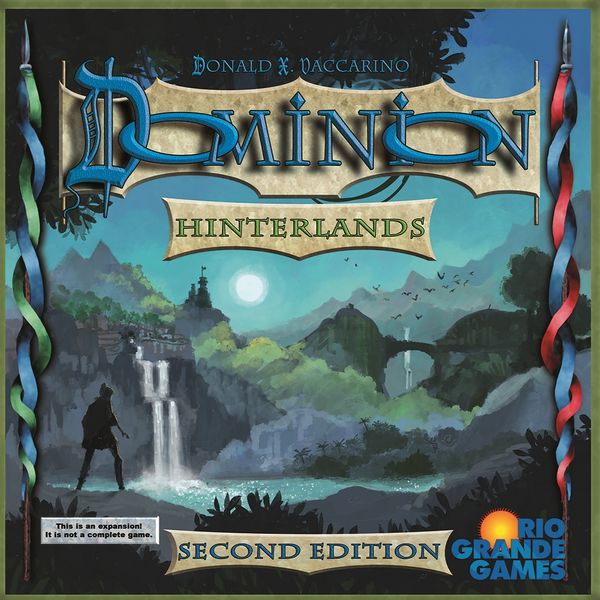 Donald X. Vaccarino
Dominion
Hinterlands
This is an expansion!
It is not a complete game.
Second Edition
RIO
GRANDE
GAMES